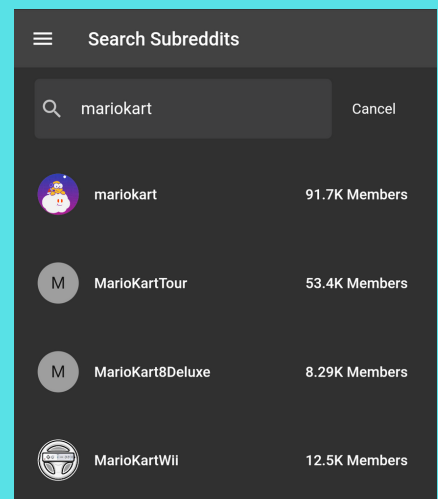 Search Subreddits
mariokart Cancel
mariokart 91.7K Members
M MarioKartTour 53.4K Members
M MarioKart8Deluxe 8.29K Members
MarioKartWii 12.5K Members